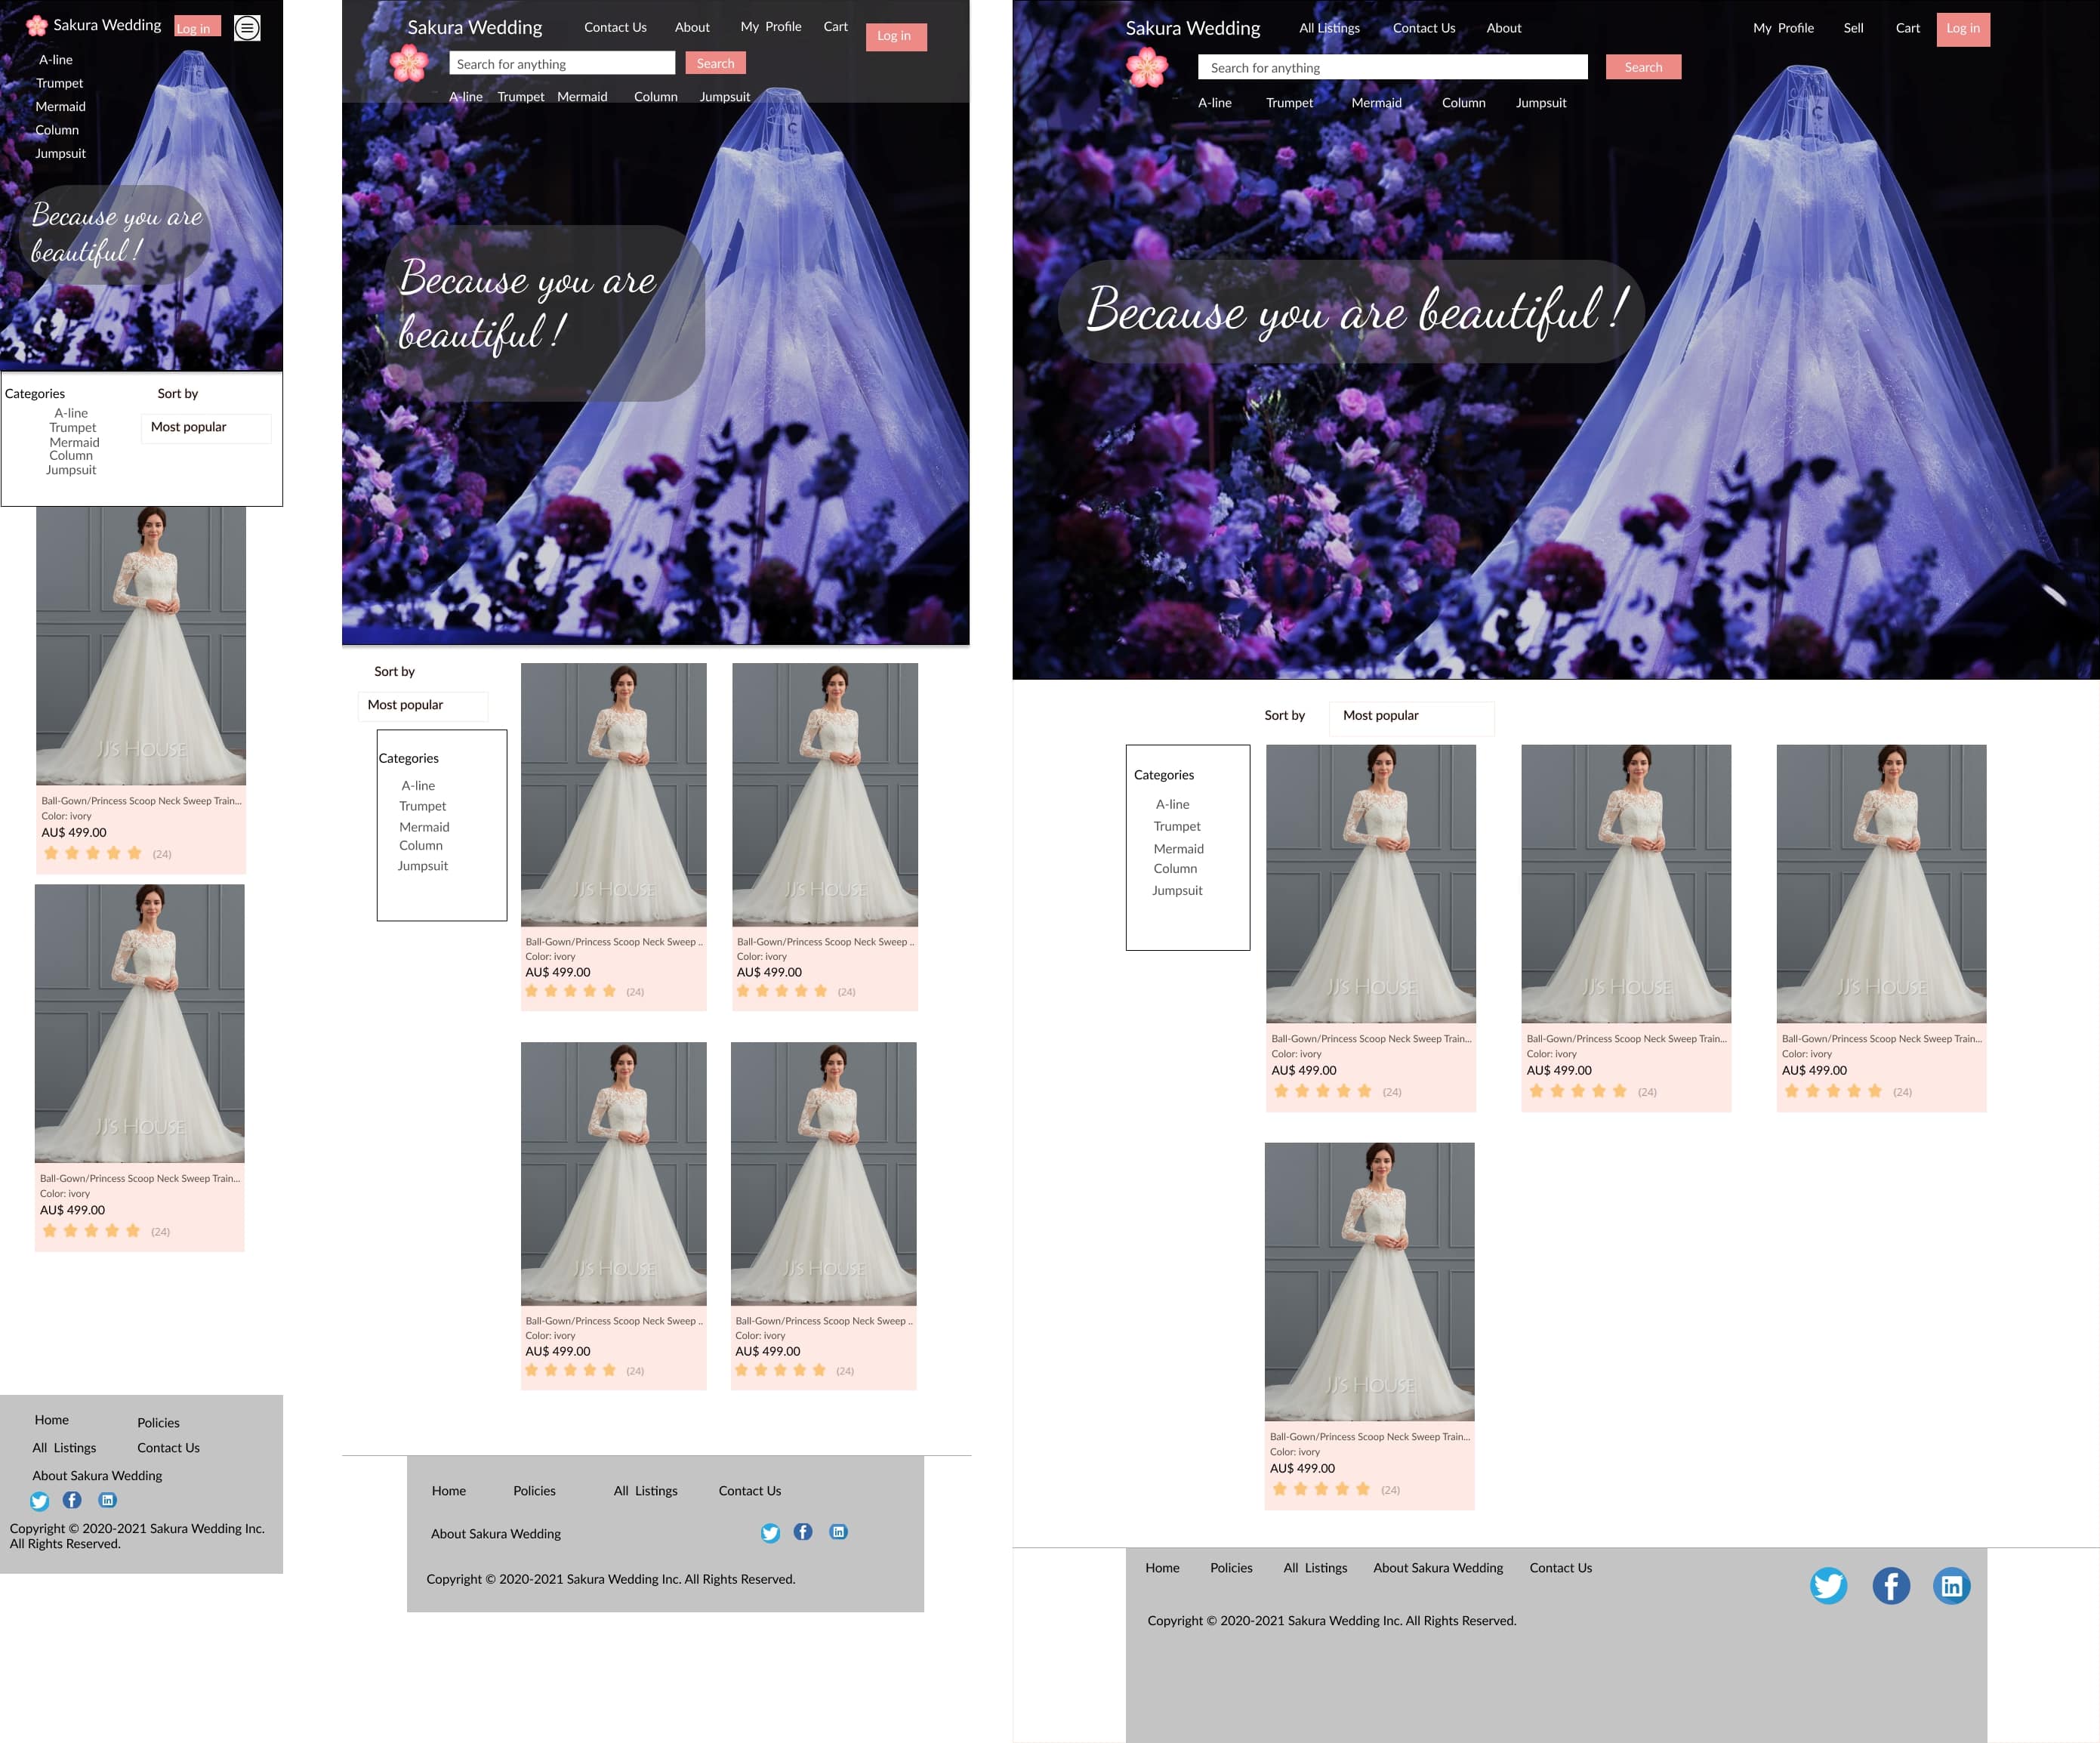 Sakura Wedding
Log in
A-line
Trumpet
Mermaid
Column
Jumpsuit
Because you are
beautiful !
Categories
A-line
Trumpet
Mermaid
Column
Jumpsuit
Sort by
Most popular
JJ's HOUSE
Ball-Gown/Princess Scoop Neck Sweep Train...
Color: ivory
AU$ 499.00
(24)
JJ's HOUSE
Ball-Gown/Princess Scoop Neck Sweep Train...
Color: ivory
AU$ 499.00
(24)
Home
Policies
All Listings
Contact Us
About Sakura Wedding
Copyright © 2020-2021 Sakura Wedding Inc.
All Rights Reserved.
Sakura Wedding
Contact Us
About
My Profile
Cart
Log in
Search for anything
Search
A-line
Trumpet
Mermaid
Column
Jumpsuit
Because you are
beautiful !
Sort by
Most popular
Categories
A-line
Trumpet
Mermaid
Column
Jumpsuit
JJ's HOUSE
Ball-Gown/Princess Scoop Neck Sweep ..
Color: ivory
AU$ 499.00
(24)
JJ's HOUSE
Ball-Gown/Princess Scoop Neck Sweep ..
Color: ivory
AU$ 499.00
(24)
JJ's HOUSE
Ball-Gown/Princess Scoop Neck Sweep ..
Color: ivory
AU$ 499.00
(24)
JJ's HOUSE
Ball-Gown/Princess Scoop Neck Sweep ..
Color: ivory
AU$ 499.00
(24)
Home
Policies
All Listings
Contact Us
About Sakura Wedding
Copyright © 2020-2021 Sakura Wedding Inc. All Rights Reserved.
Sakura Wedding
All Listings
Contact Us
About
My Profile
Sell
Cart
Log in
Search for anything
Search
A-line
Trumpet
Mermaid
Column
Jumpsuit
Because you are beautiful !
Sort by
Most popular
Categories
A-line
Trumpet
Mermaid
Column
Jumpsuit
JJ's HOUSE
Ball-Gown/Princess Scoop Neck Sweep Train...
Color: ivory
AU$ 499.00
(24)
JJ's HOUSE
Ball-Gown/Princess Scoop Neck Sweep Train...
Color: ivory
AU$ 499.00
(24)
JJ's HOUSE
Ball-Gown/Princess Scoop Neck Sweep Train...
Color: ivory
AU$ 499.00
(24)
JJ's HOUSE
Ball-Gown/Princess Scoop Neck Sweep Train...
Color: ivory
AU$ 499.00
(24)
Home
Policies
All Listings
About Sakura Wedding
Contact Us
Copyright © 2020-2021 Sakura Wedding Inc. All Rights Reserved.